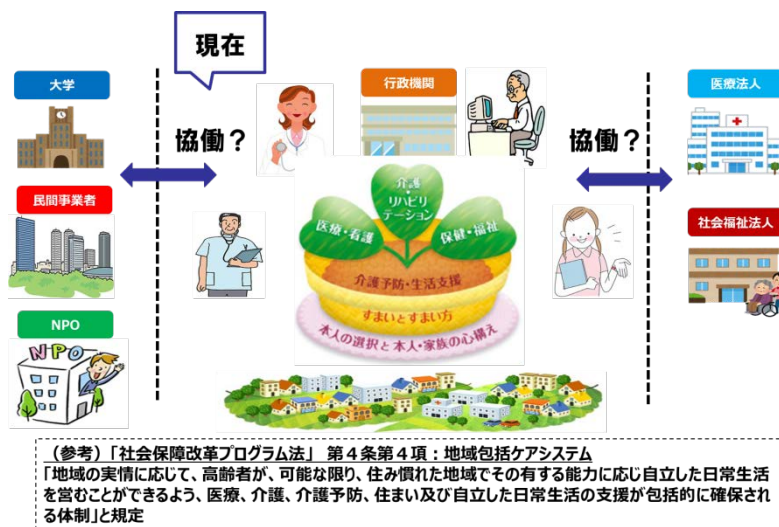 現在
大学
協働？
行政機関
協働？
医療法人
民間事業者
社会福祉法人
NPO
NPO
介護
・
リハビリ
テーション
医療・看護
保健・福祉
介護予防・生活支援
すまいとすまい方
本人の選択と本人・家族の心構え
（参考）「社会保障改革プログラム法」 第４条第４項：地域包括ケアシステム
「地域の実情に応じて、高齢者が、可能な限り、住み慣れた地域でその有する能力に応じ自立した日常生活
を営むことができるよう、医療、介護、介護予防、住まい及び自立した日常生活の支援が包括的に確保され
る体制」と規定